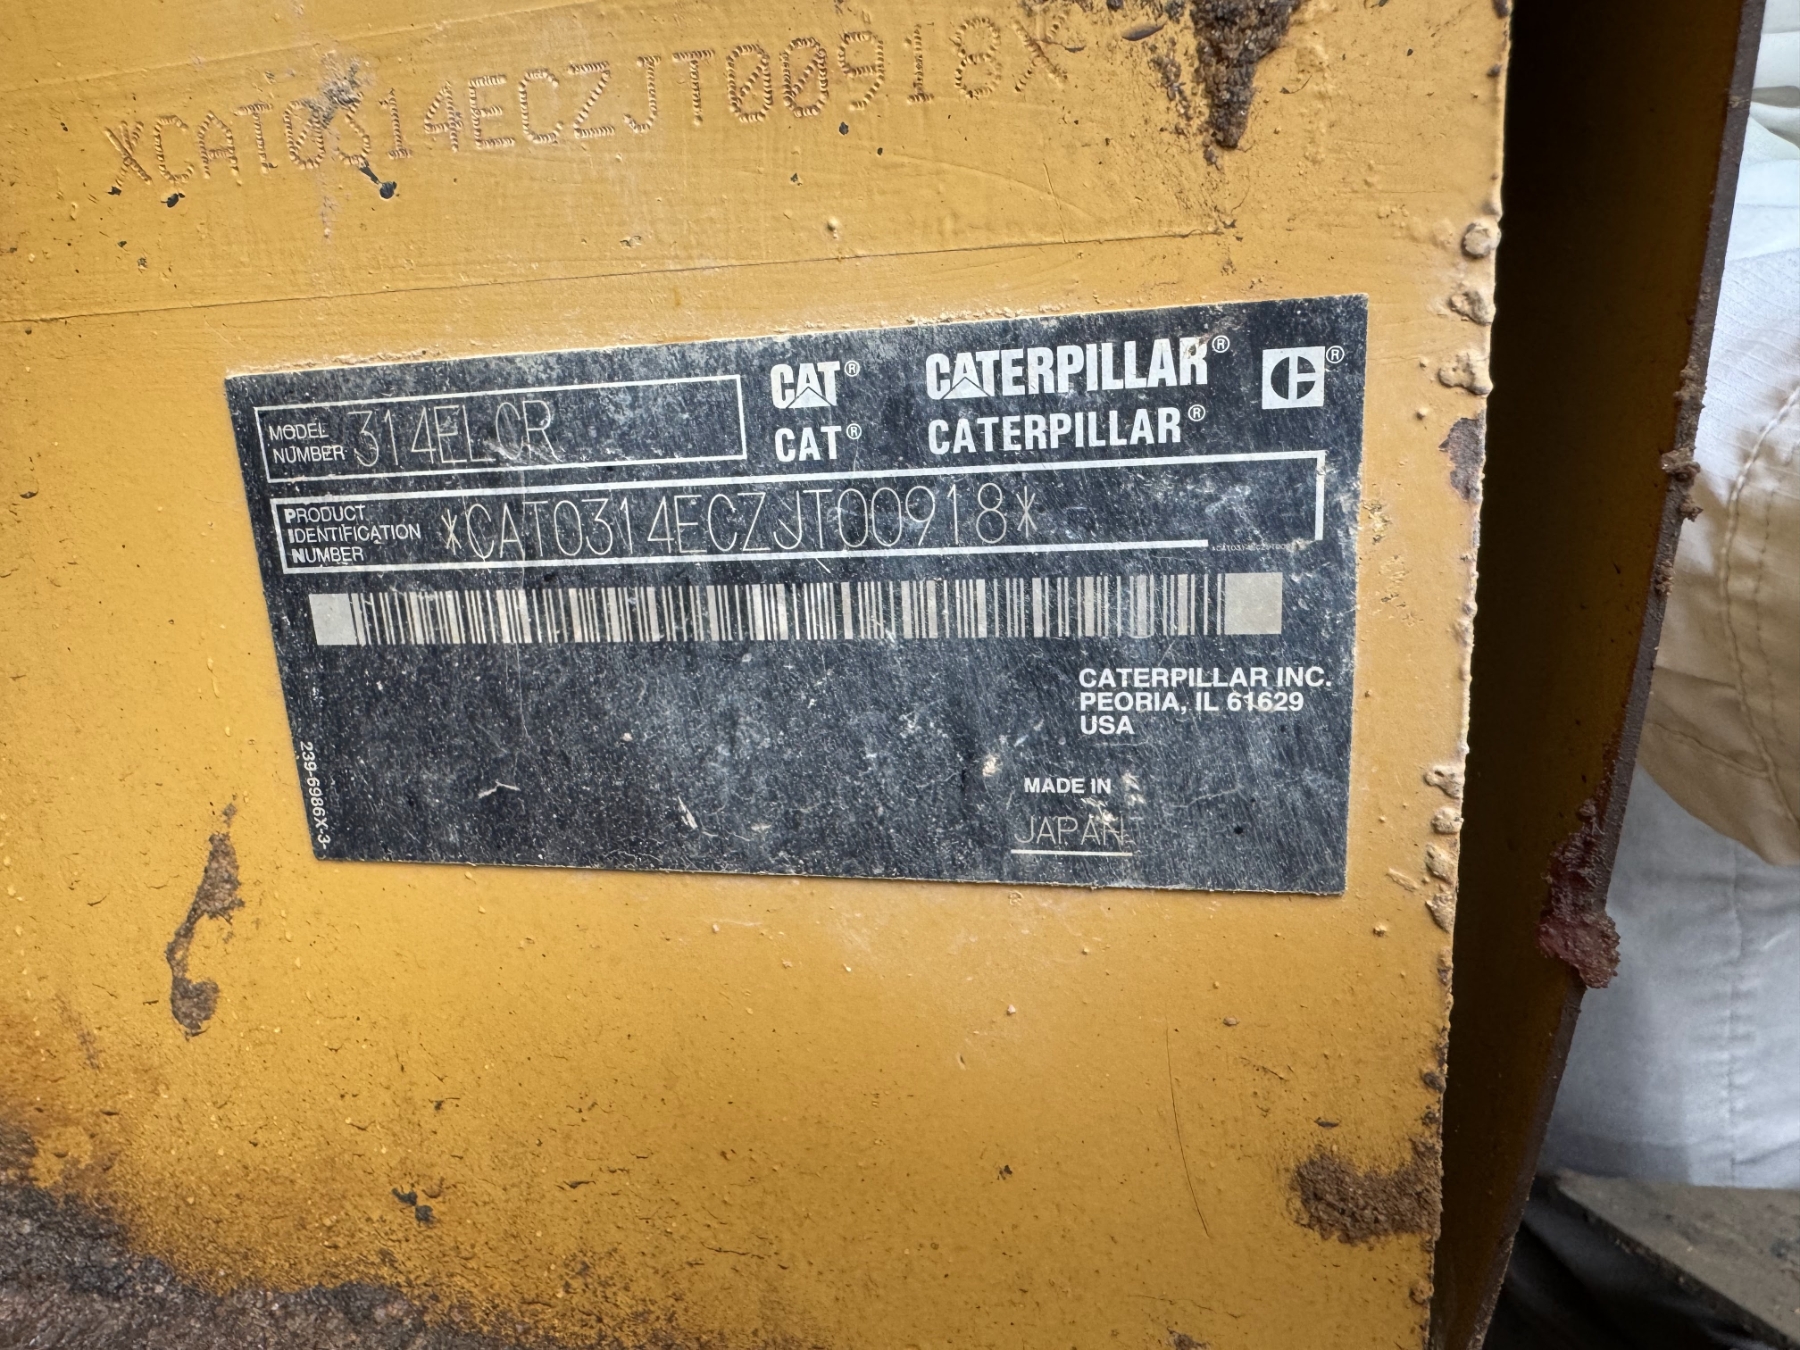 *CAT0314ECZJT00918*
CAT® CATERPILLAR® ®
MODEL NUMBER 314ELCR
CAT® CATERPILLAR®
PRODUCT IDENTIFICATION NUMBER *CAT0314ECZJT00918*
CATERPILLAR INC.
PEORIA, IL 61629
USA
MADE IN
JAPAN
239-6986X-3